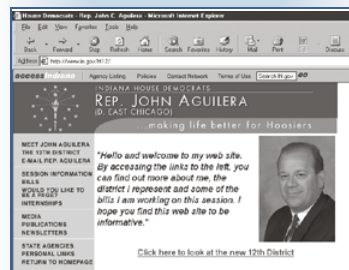 House Democrats - Rep. John C. Aguilera - Microsoft Internet Explorer
File Edit View Favorites Tools Help
Back Forward Stop Refresh Home Search Favorites History Mail Print Edit Discuss
Address
access Indiana Agency Listing Policies Contact Network Terms of Use Search IN.gov
INDIANA HOUSE DEMOCRATS
REP. JOHN AGUILERA
(D. EAST CHICAGO)
...making life better for Hoosiers
MEET JOHN AGUILERA
THE 12TH DISTRICT
E-MAIL REP. AGUILERA
SESSION INFORMATION
BILLS
WOULD YOU LIKE TO
BE A PAGE?
INTERNSHIPS
MEDIA
PUBLICATIONS
NEWSLETTERS
STATE AGENCIES
PERSONAL LINKS
RETURN TO HOMEPAGE
"Hello and welcome to my web site.
By accessing the links to the left, you
can find out more about me, the
district I represent and some of the
bills I am working on this session. I
hope you find this web site to be
informative."
Click here to look at the new 12th District